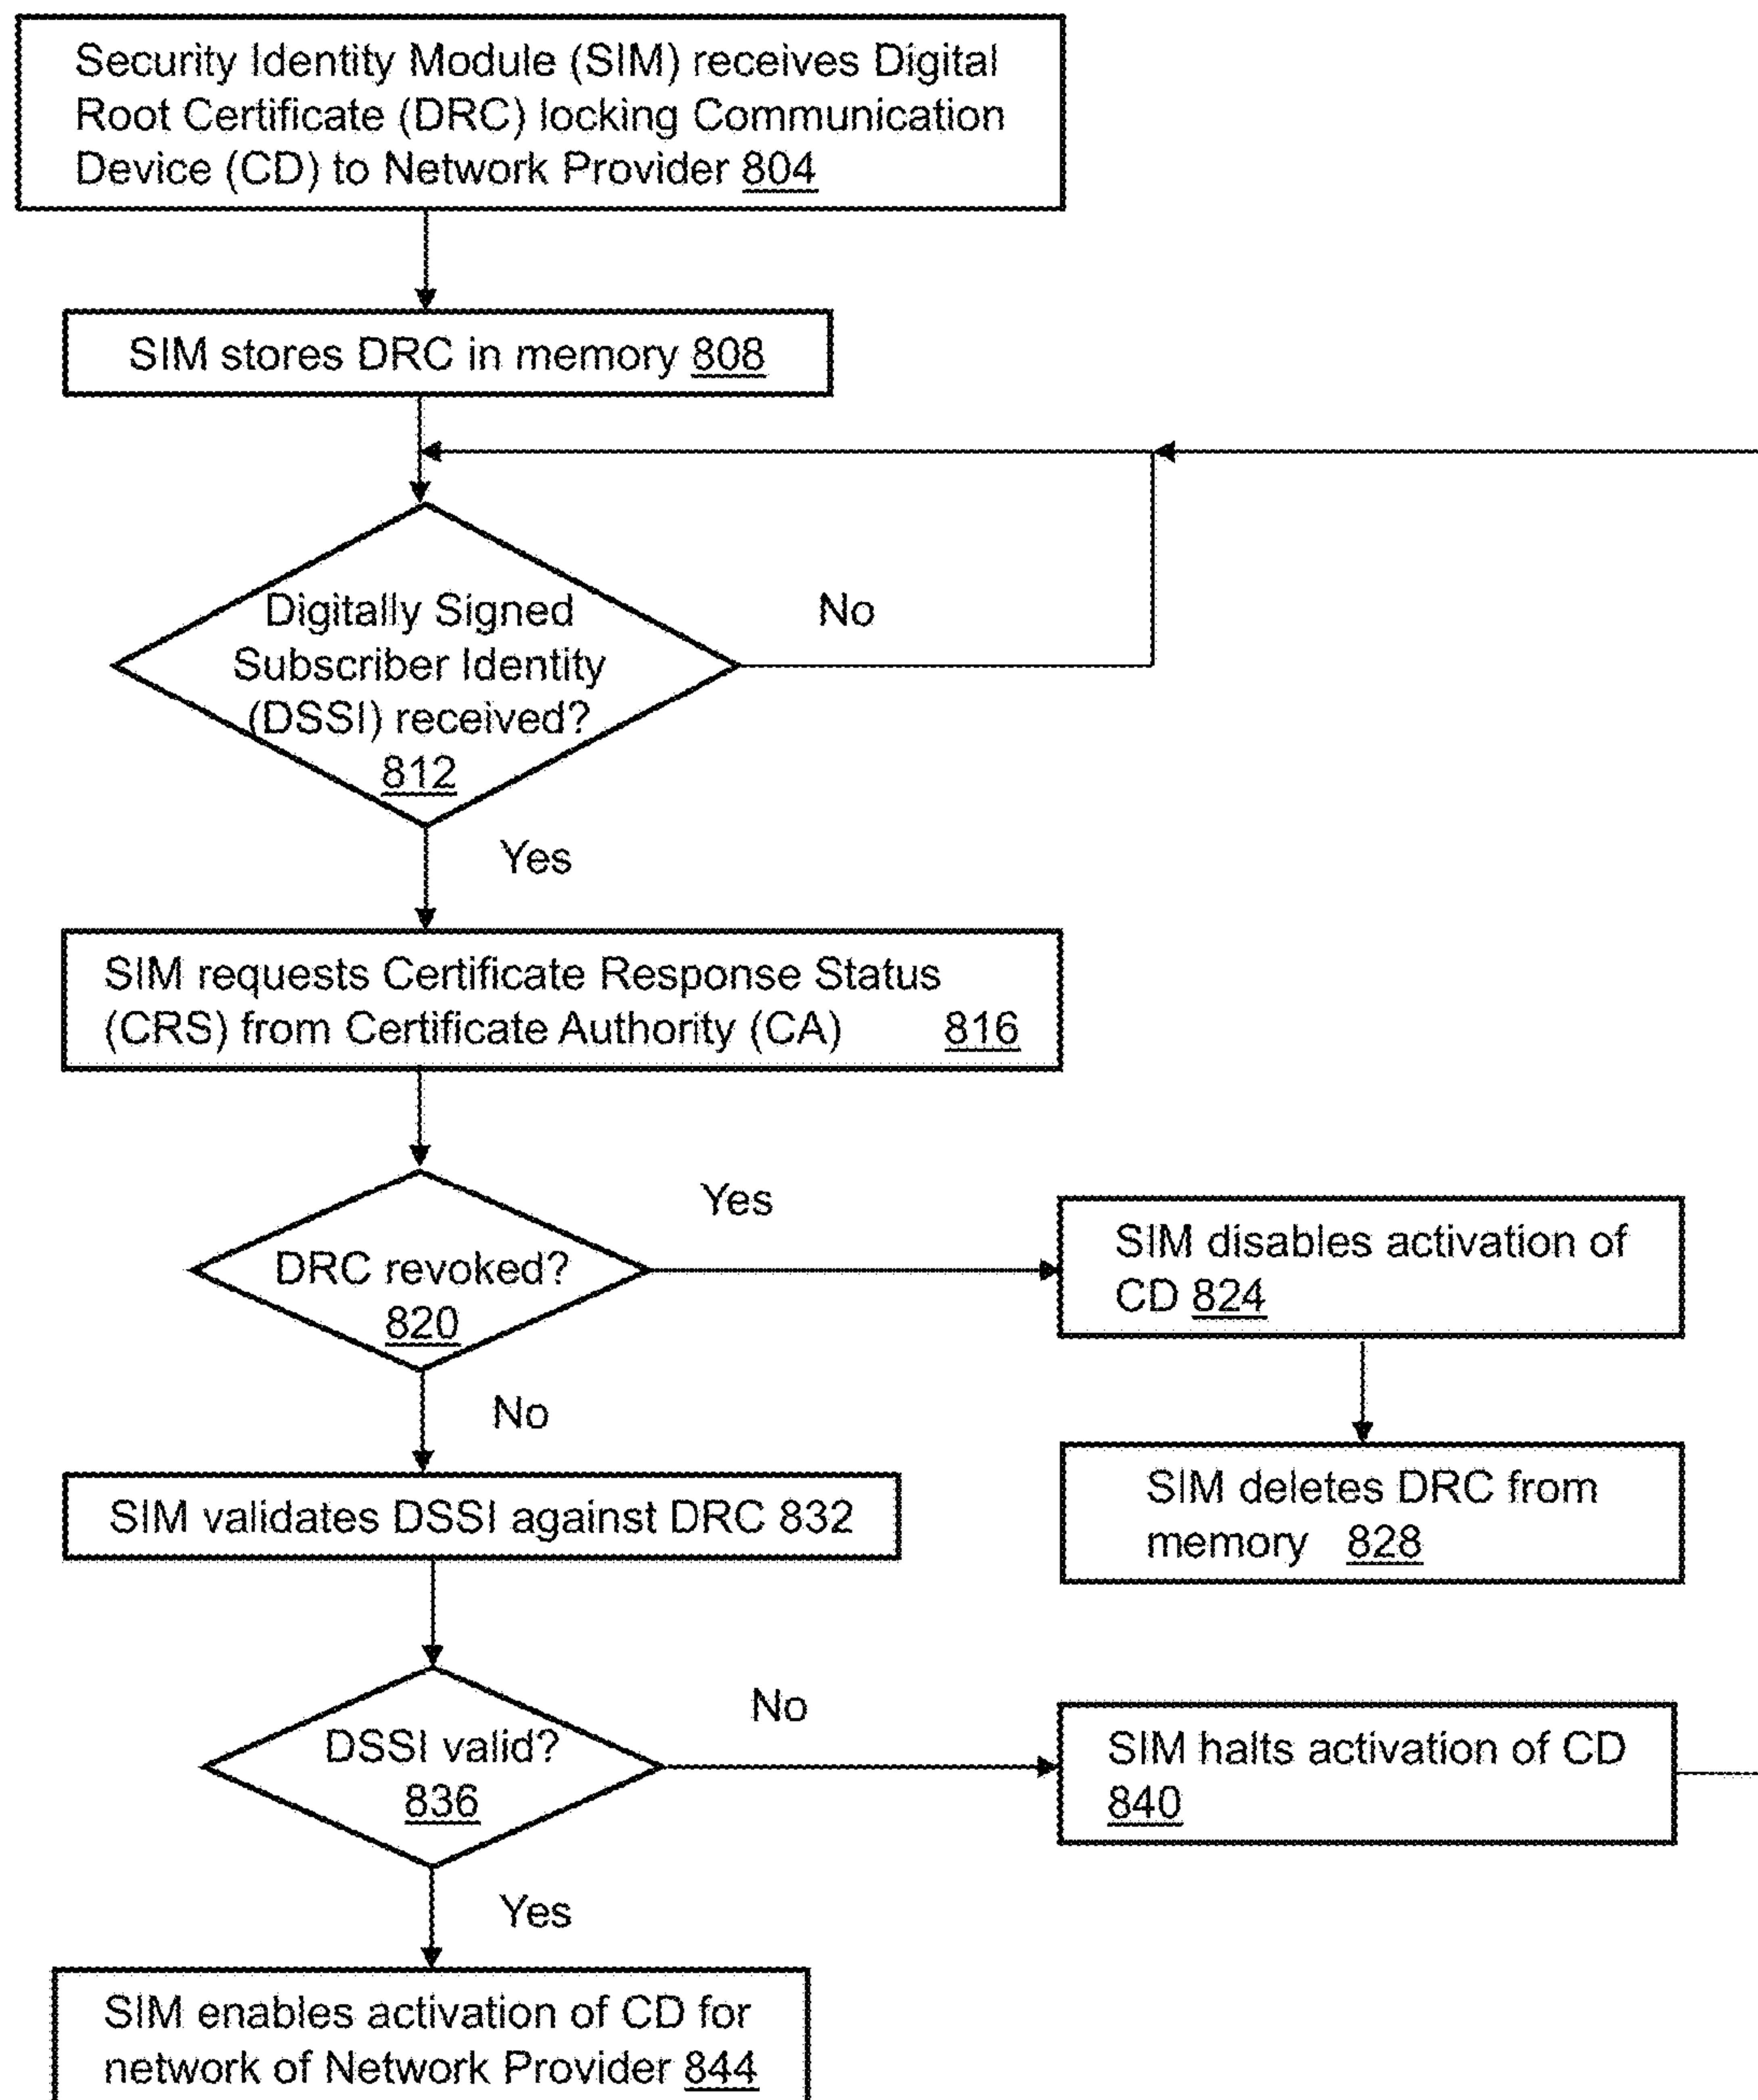 Security Identity Module (SIM) receives Digital
Root Certificate (DRC) locking Communication
Device (CD) to Network Provider 804
SIM stores DRC in memory 808
Digitally Signed
Subscriber Identity
(DSSI) received?
812
No
Yes
SIM requests Certificate Response Status
(CRS) from Certificate Authority (CA) 816
DRC revoked?
820
Yes
SIM disables activation of
CD 824
No
SIM deletes DRC from
memory 828
SIM validates DSSI against DRC 832
DSSI valid?
836
No
SIM halts activation of CD
840
Yes
SIM enables activation of CD for
network of Network Provider 844